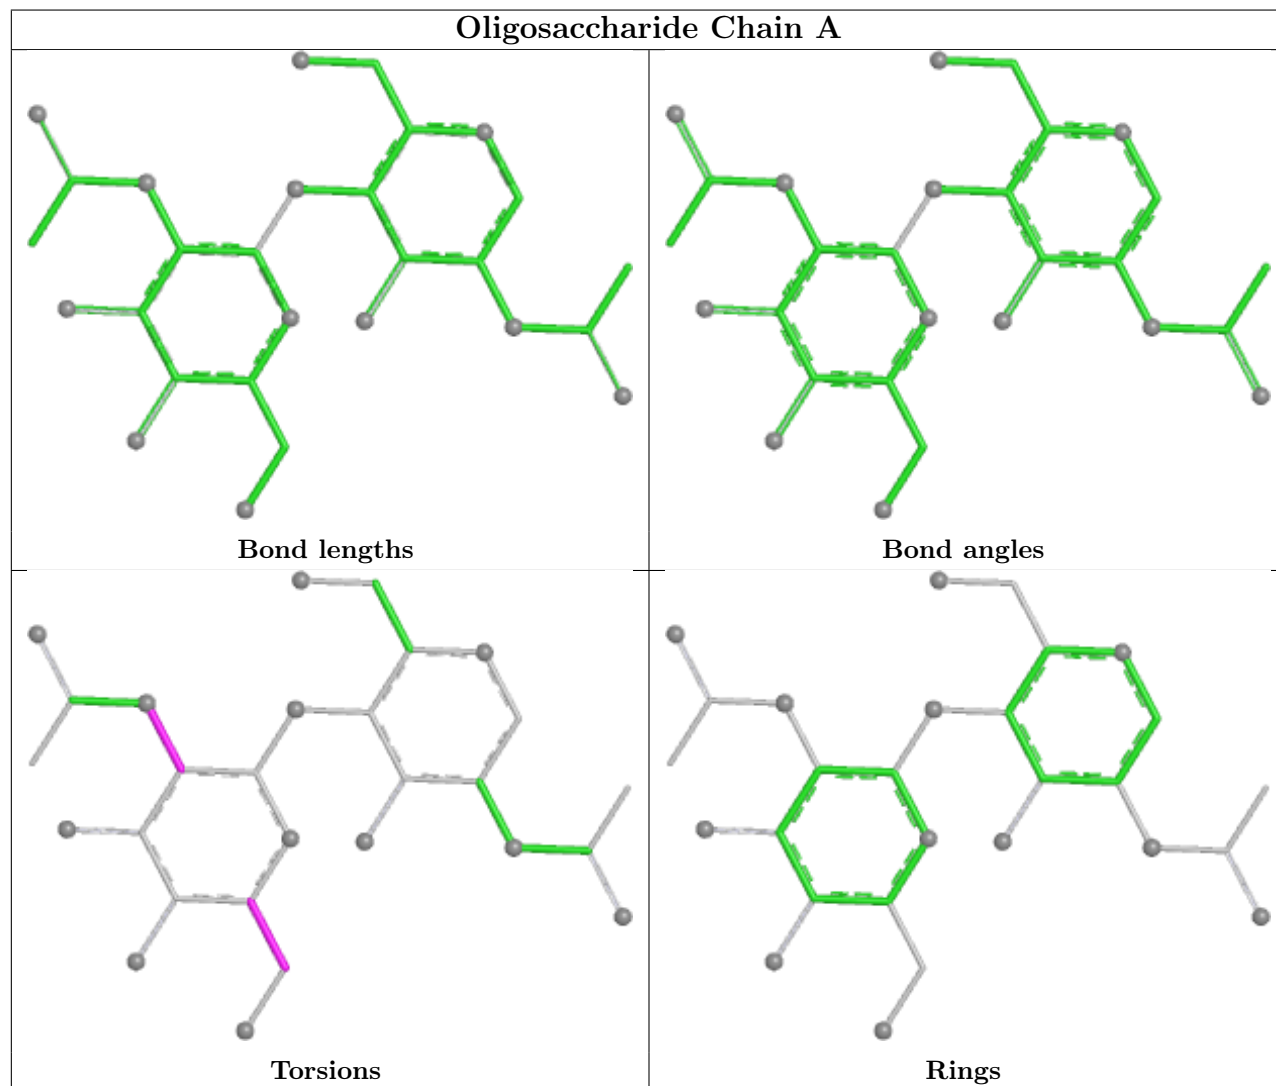 Oligosaccharide Chain A
Bond lengths
Bond angles
Torsions
Rings